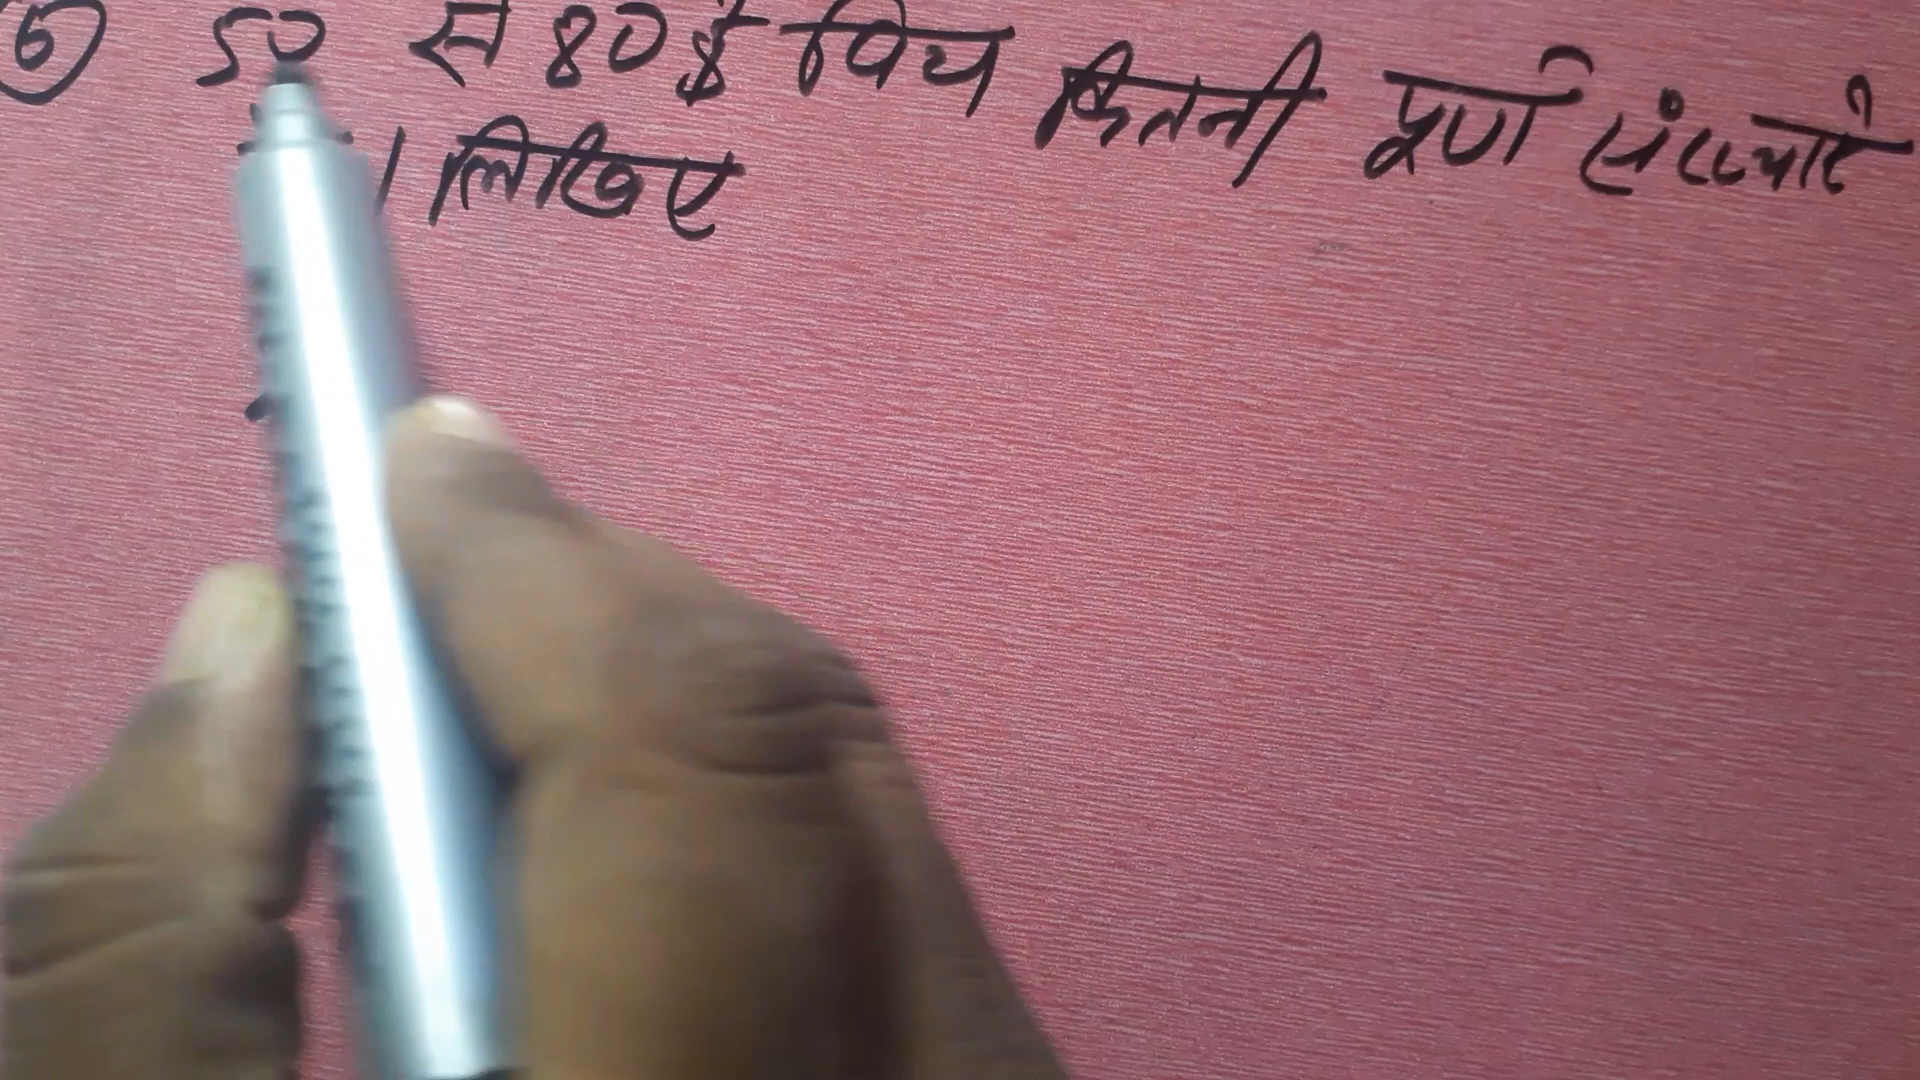 ⑤ 50 से 80 के बिच कितनी पूर्ण संख्याएं
। लिखिए